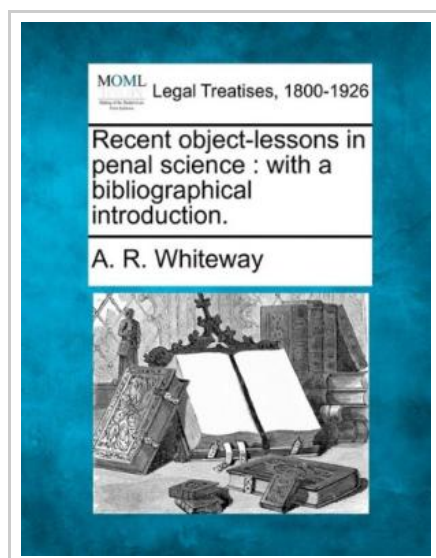 MOML
Legal Treatises, 1800-1926
Recent object-lessons in
penal science : with a
bibliographical
introduction.
A. R. Whiteway